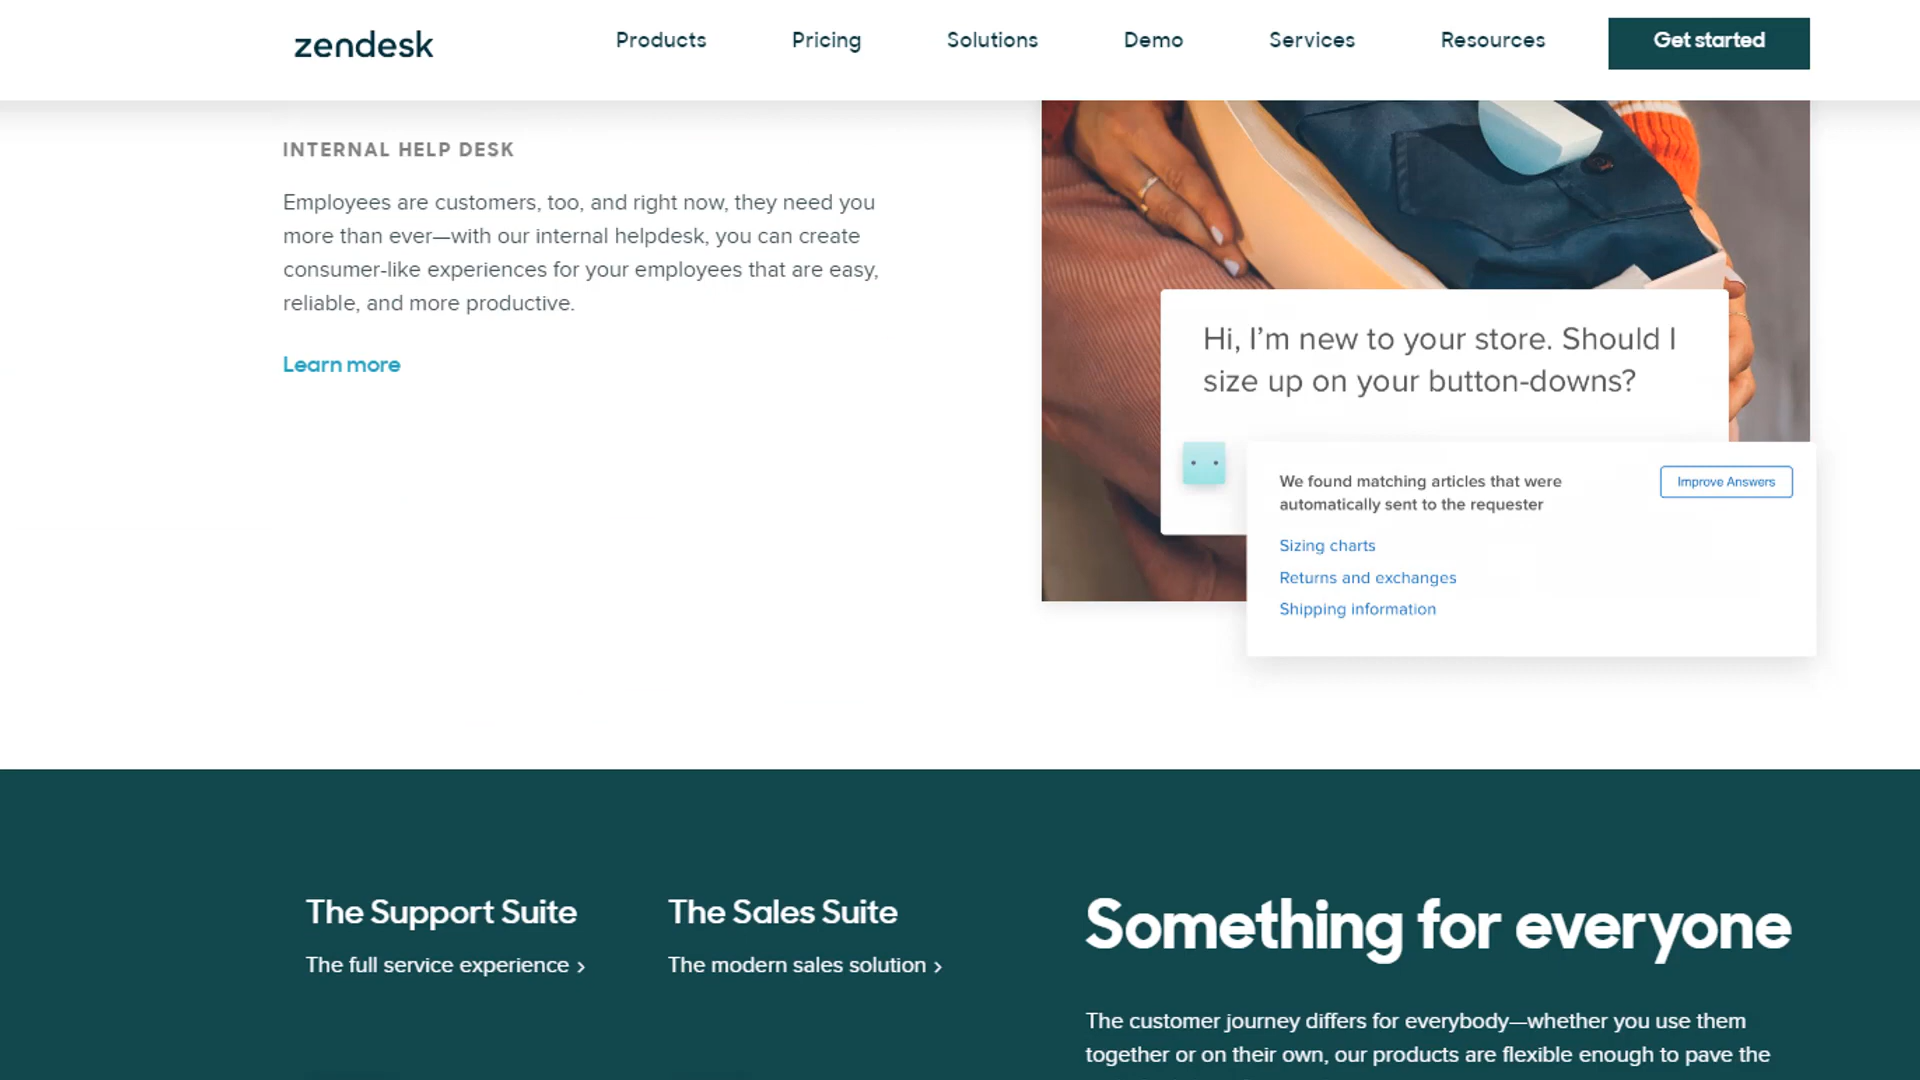 zendesk
Products
Pricing
Solutions
Demo
Services
Resources
Get started
INTERNAL HELP DESK
Employees are customers, too, and right now, they need you
more than ever—with our internal helpdesk, you can create
consumer-like experiences for your employees that are easy,
reliable, and more productive.
Learn more
Hi, I’m new to your store. Should I
size up on your button-downs?
We found matching articles that were
automatically sent to the requester
Improve Answers
Sizing charts
Returns and exchanges
Shipping information
The Support Suite
The full service experience ›
The Sales Suite
The modern sales solution ›
Something for everyone
The customer journey differs for everybody—whether you use them
together or on their own, our products are flexible enough to pave the